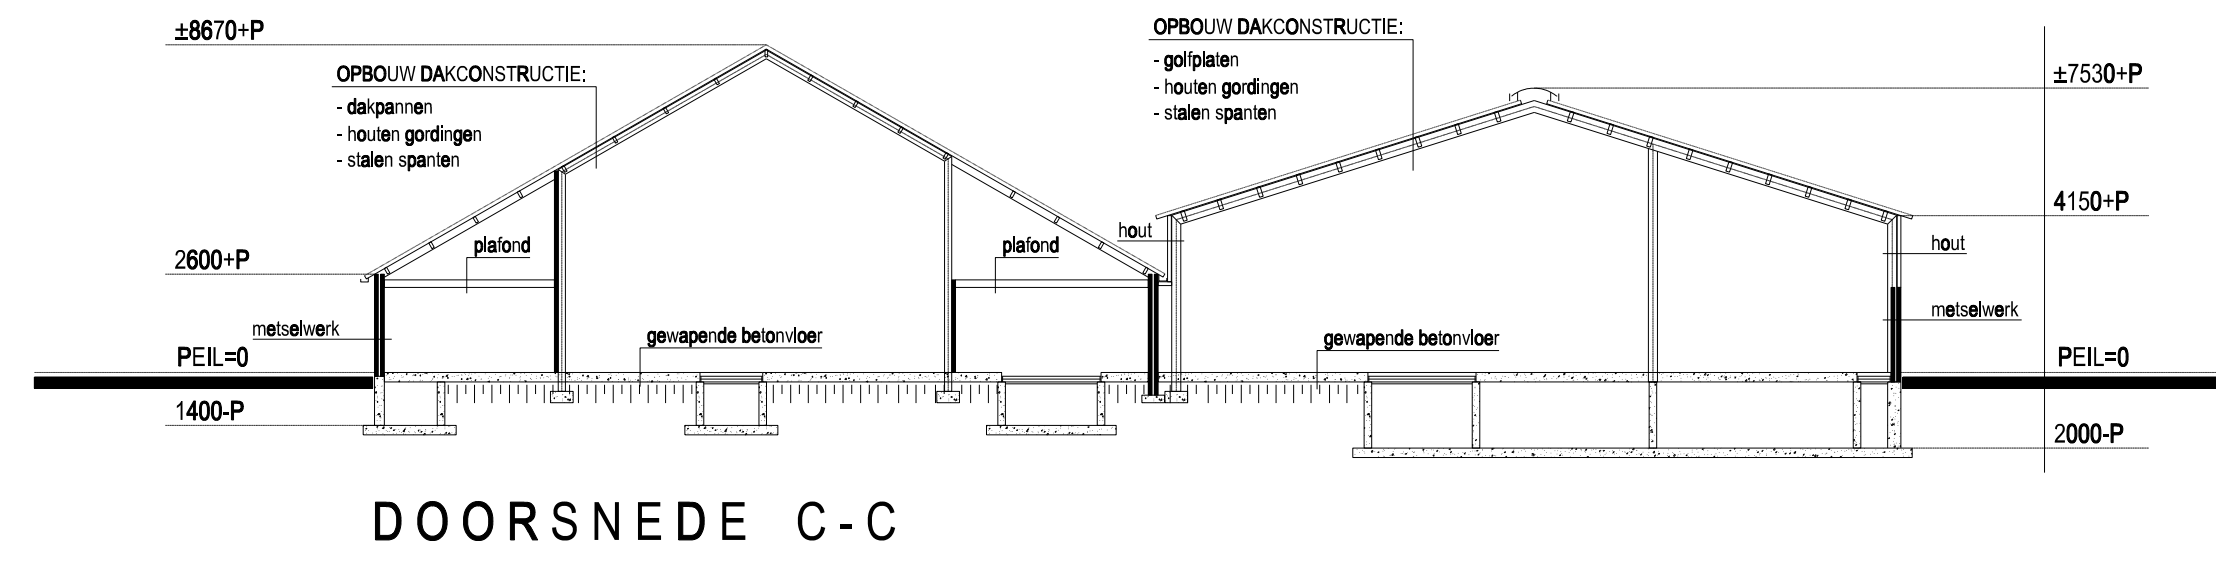 ±8670+P
OPBOUW DAKCONSTRUCTIE:
- dakpannen
- houten gordingen
- stalen spanten
OPBOUW DAKCONSTRUCTIE:
- golfplaten
- houten gordingen
- stalen spanten
±7530+P
4150+P
2600+P
plafond
plafond
hout
hout
metselwerk
gewapende betonvloer
gewapende betonvloer
metselwerk
PEIL=0
PEIL=0
1400-P
2000-P
DOORSNEDE C-C